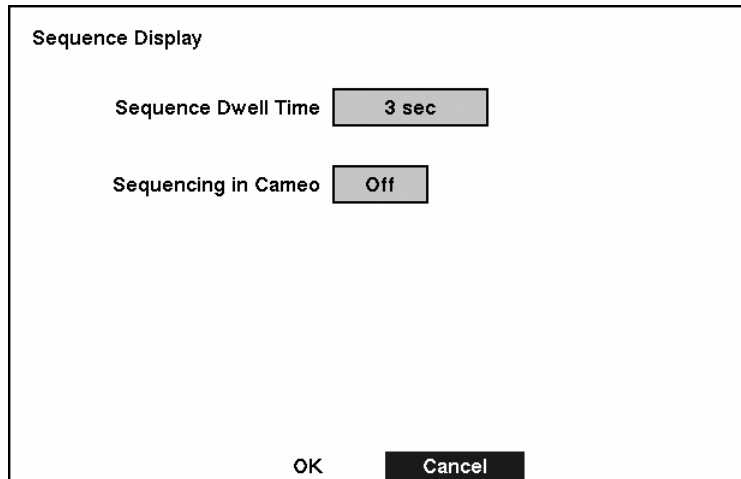 Sequence Display
Sequence Dwell Time 3 sec
Sequencing in Cameo Off
OK Cancel